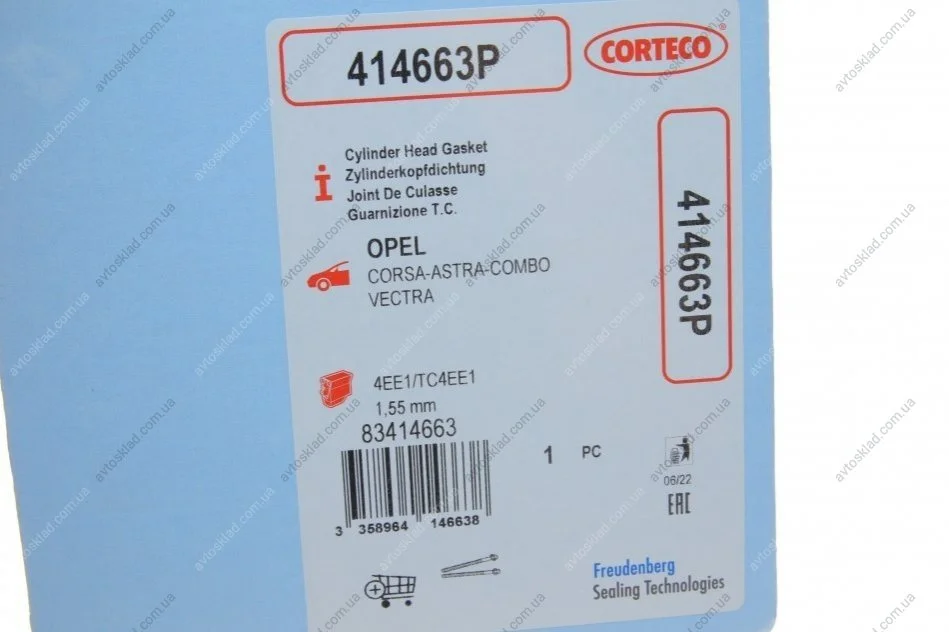 414663P
CORTECO
®
Cylinder Head Gasket
Zylinderkopfdichtung
Joint De Culasse
Guarnizione T.C.
OPEL
CORSA-ASTRA-COMBO
VECTRA
414663P
4EE1/TC4EE1
1,55 mm
83414663
1 PC
3 358964 146638
06/22
EAC
Freudenberg
Sealing Technologies
avtosklad.com.ua